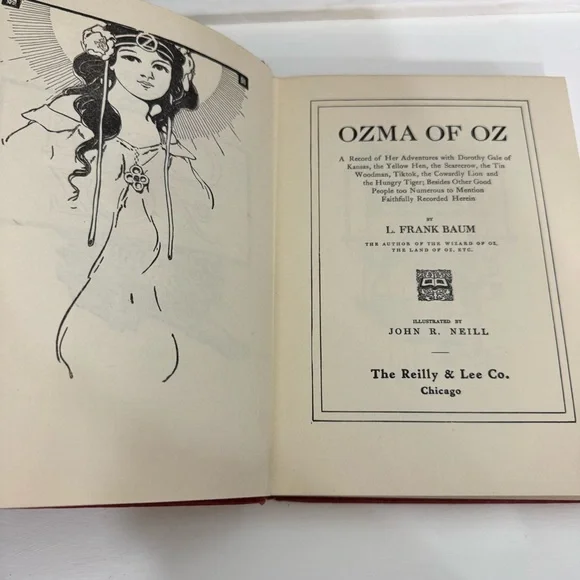 OZ
OZMA OF OZ
A Record of Her Adventures with Dorothy Gale of
Kansas, the Yellow Hen, the Scarecrow, the Tin
Woodman, Tiktok, the Cowardly Lion and
the Hungry Tiger; Besides Other Good
People too Numerous to Mention
Faithfully Recorded Herein
BY
L. FRANK BAUM
THE AUTHOR OF THE WIZARD OF OZ,
THE LAND OF OZ, ETC.
ILLUSTRATED BY
JOHN R. NEILL
The Reilly & Lee Co.
Chicago